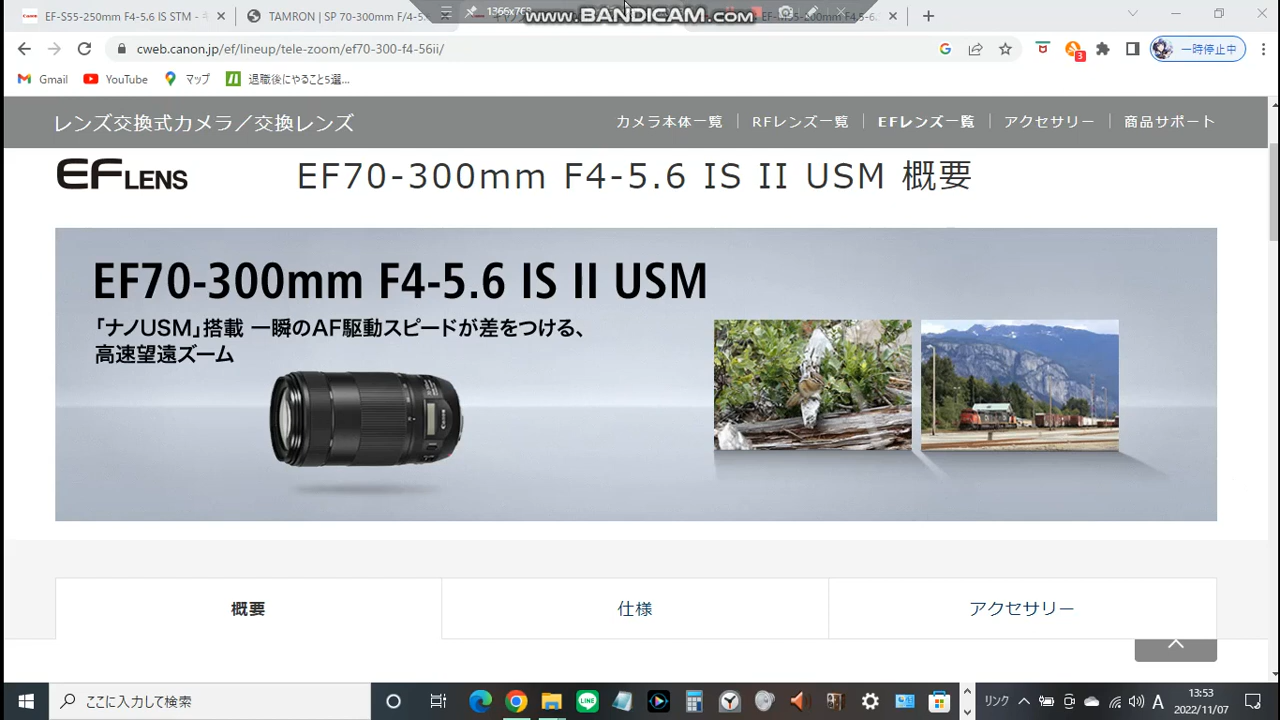 EF-S55-250mm F4-5.6 IS STM - キ
TAMRON | SP 70-300mm F/4-5.
1366x768
www.BANDICAM.com
cweb.canon.jp/ef/lineup/tele-zoom/ef70-300-f4-56ii/
3
一時停止中
Gmail
YouTube
マップ
退職後にやること5選...
レンズ交換式カメラ／交換レンズ
カメラ本体一覧
RFレンズ一覧
EFレンズ一覧
アクセサリー
商品サポート
EF LENS
EF70-300mm F4-5.6 IS II USM 概要
EF70-300mm F4-5.6 IS II USM
「ナノUSM」搭載 一瞬のAF駆動スピードが差をつける、
高速望遠ズーム
Canon
概要
仕様
アクセサリー
ここに入力して検索
LINE
リンク
A
13:53
2022/11/07